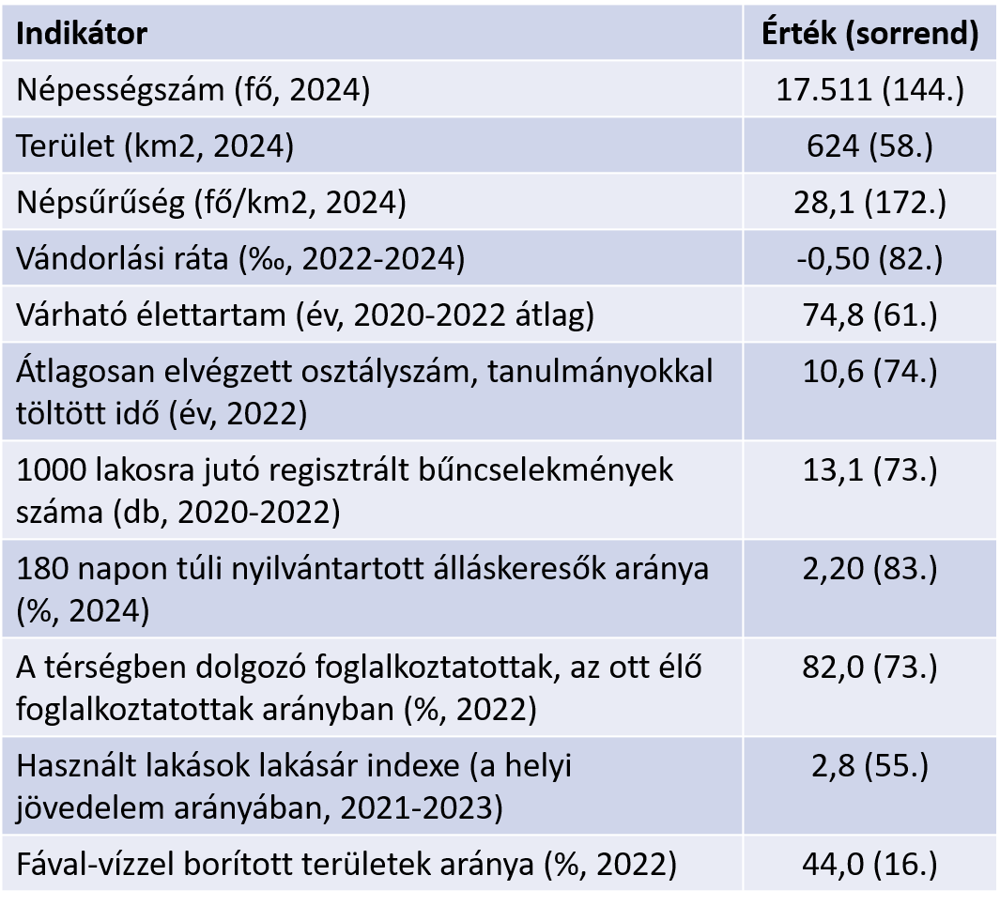 Indikátor Érték (sorrend)
Népességszám (fő, 2024) 17.511 (144.)
Terület (km2, 2024) 624 (58.)
Népsűrűség (fő/km2, 2024) 28,1 (172.)
Vándorlási ráta (‰, 2022-2024) -0,50 (82.)
Várható élettartam (év, 2020-2022 átlag) 74,8 (61.)
Átlagosan elvégzett osztályszám, tanulmányokkal 10,6 (74.)
töltött idő (év, 2022)
1000 lakosra jutó regisztrált bűncselekmények 13,1 (73.)
száma (db, 2020-2022)
180 napon túli nyilvántartott álláskeresők aránya 2,20 (83.)
(%, 2024)
A térségben dolgozó foglalkoztatottak, az ott élő 82,0 (73.)
foglalkoztatottak arányban (%, 2022)
Használt lakások lakásár indexe (a helyi 2,8 (55.)
jövedelem arányában, 2021-2023)
Fával-vízzel borított területek aránya (%, 2022) 44,0 (16.)